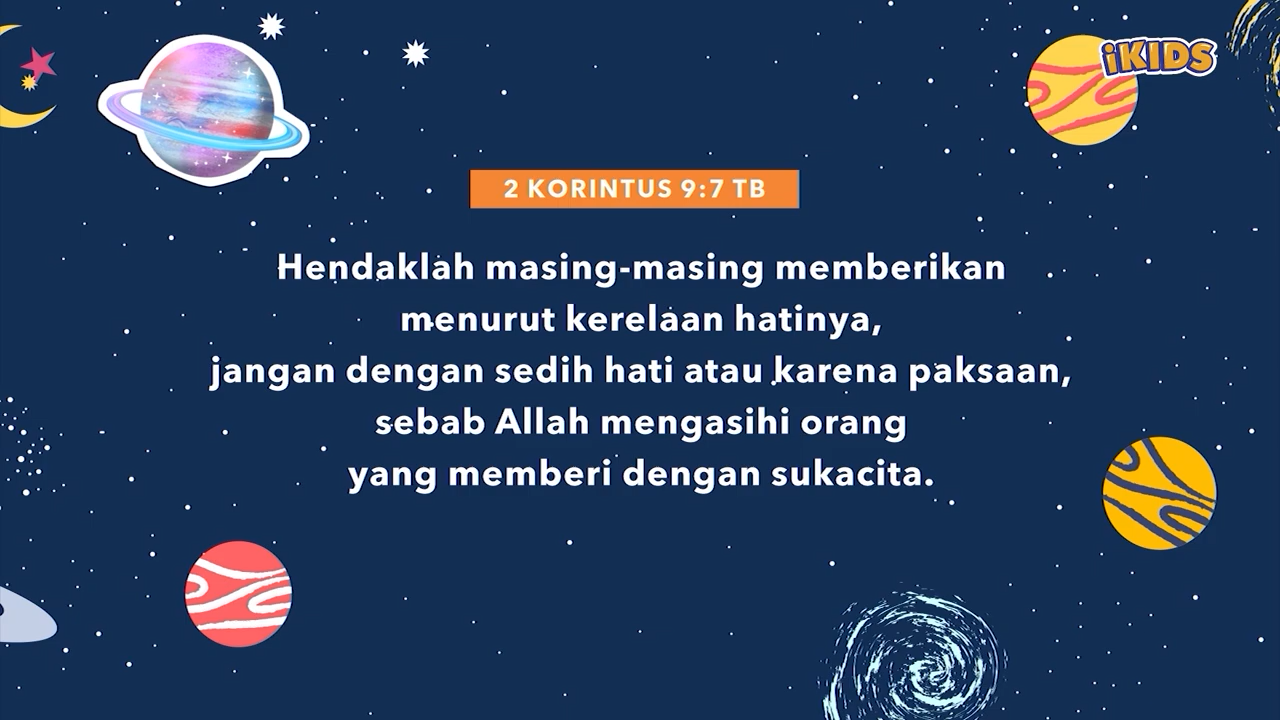 iKIDS
2 KORINTUS 9:7 TB
Hendaklah masing-masing memberikan
menurut kerelaan hatinya,
jangan dengan sedih hati atau karena paksaan,
sebab Allah mengasihi orang
yang memberi dengan sukacita.